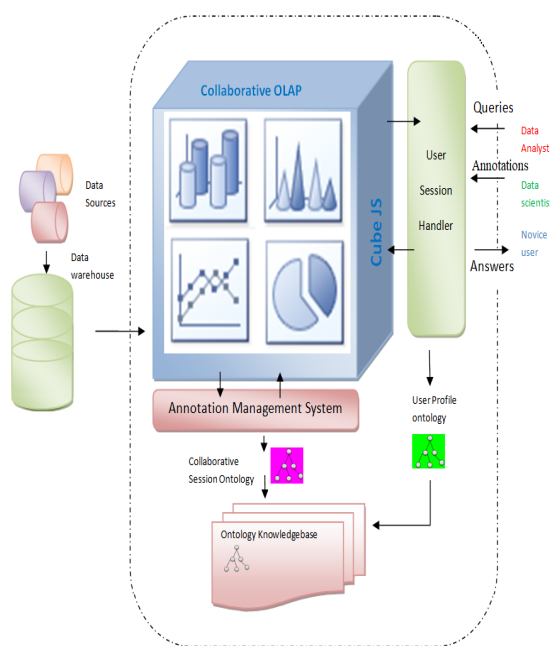 Collaborative OLAP
Cube JS
User
Session
Handler
Queries
Data
Analyst
Annotations
Data
scientis
Novice
user
Answers
Data
Sources
Data
warehouse
Annotation Management System
User Profile
ontology
Collaborative
Session Ontology
Ontology Knowledgebase